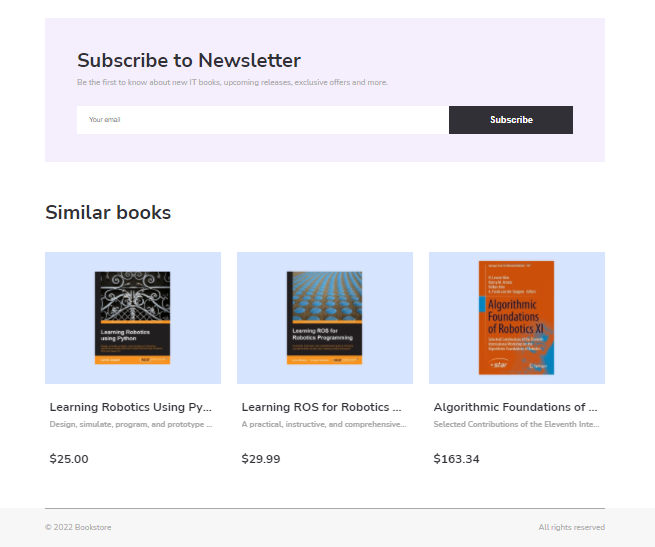 Subscribe to Newsletter
Be the first to know about new IT books, upcoming releases, exclusive offers and more.
Your email
Subscribe
Similar books
Learning Robotics
using Python
Learning ROS for
Robotics Programming
Algorithmic
Foundations
of Robotics XI
Learning Robotics Using Py...
Learning ROS for Robotics ...
Algorithmic Foundations of ...
Design, simulate, program, and prototype ...
A practical, instructive, and comprehensive...
Selected Contributions of the Eleventh Inte...
$25.00
$29.99
$163.34
© 2022 Bookstore
All rights reserved